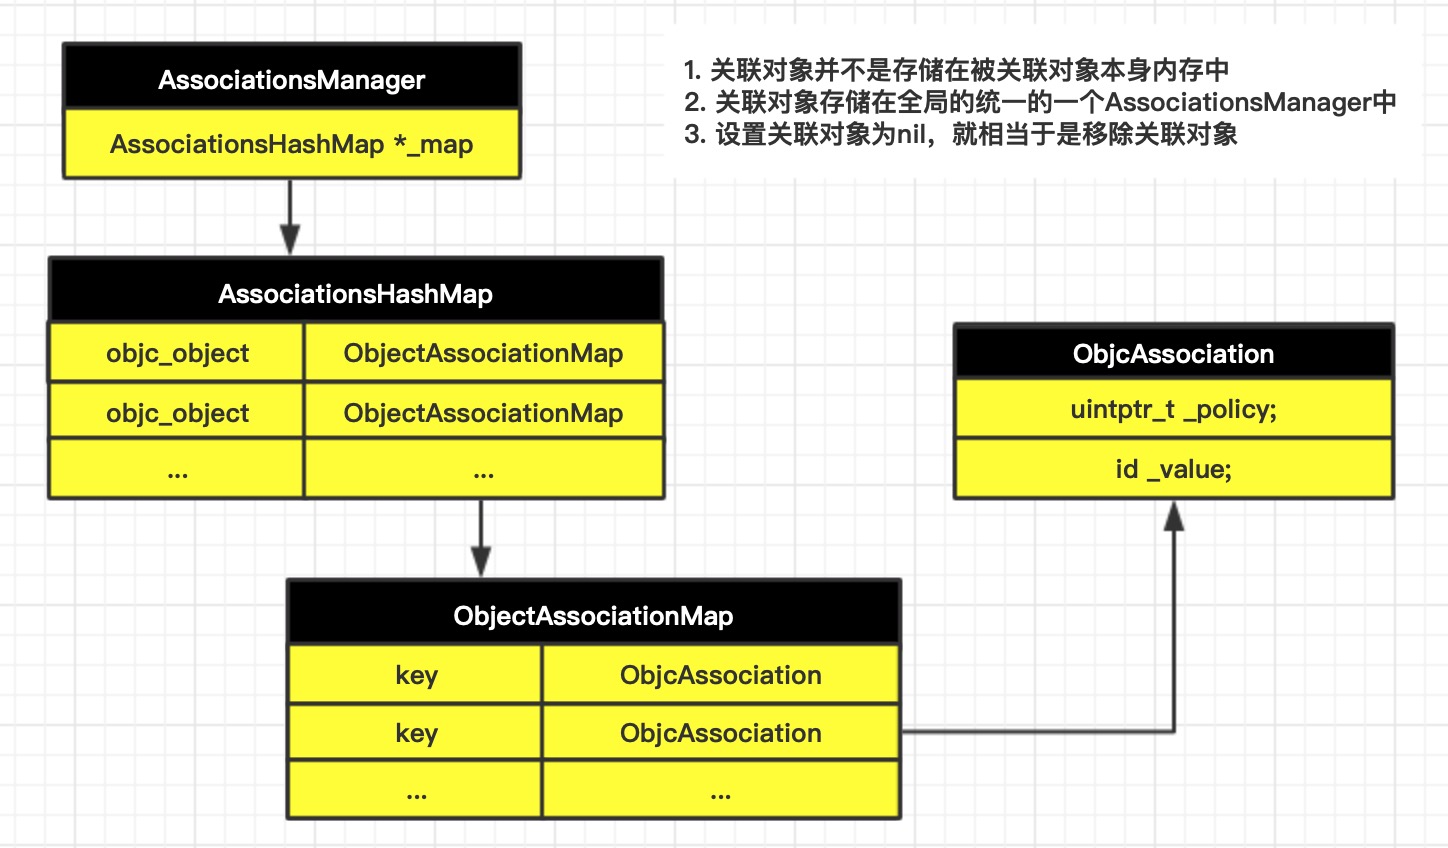 AssociationsManager
AssociationsHashMap *_map
1. 关联对象并不是存储在被关联对象本身内存中
2. 关联对象存储在全局的统一的一个AssociationsManager中
3. 设置关联对象为nil，就相当于是移除关联对象
AssociationsHashMap
objc_object ObjectAssociationMap
objc_object ObjectAssociationMap
... ...
ObjcAssociation
uintptr_t _policy;
id _value;
ObjectAssociationMap
key ObjcAssociation
key ObjcAssociation
... ...